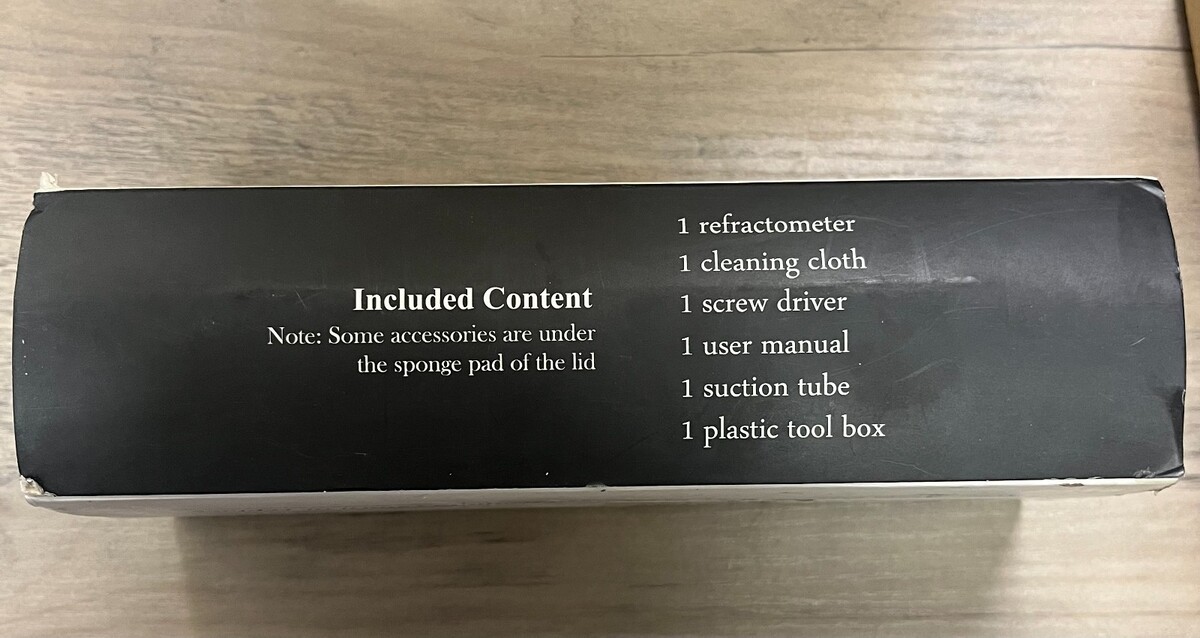 Included Content
Note: Some accessories are under
the sponge pad of the lid
1 refractometer
1 cleaning cloth
1 screw driver
1 user manual
1 suction tube
1 plastic tool box